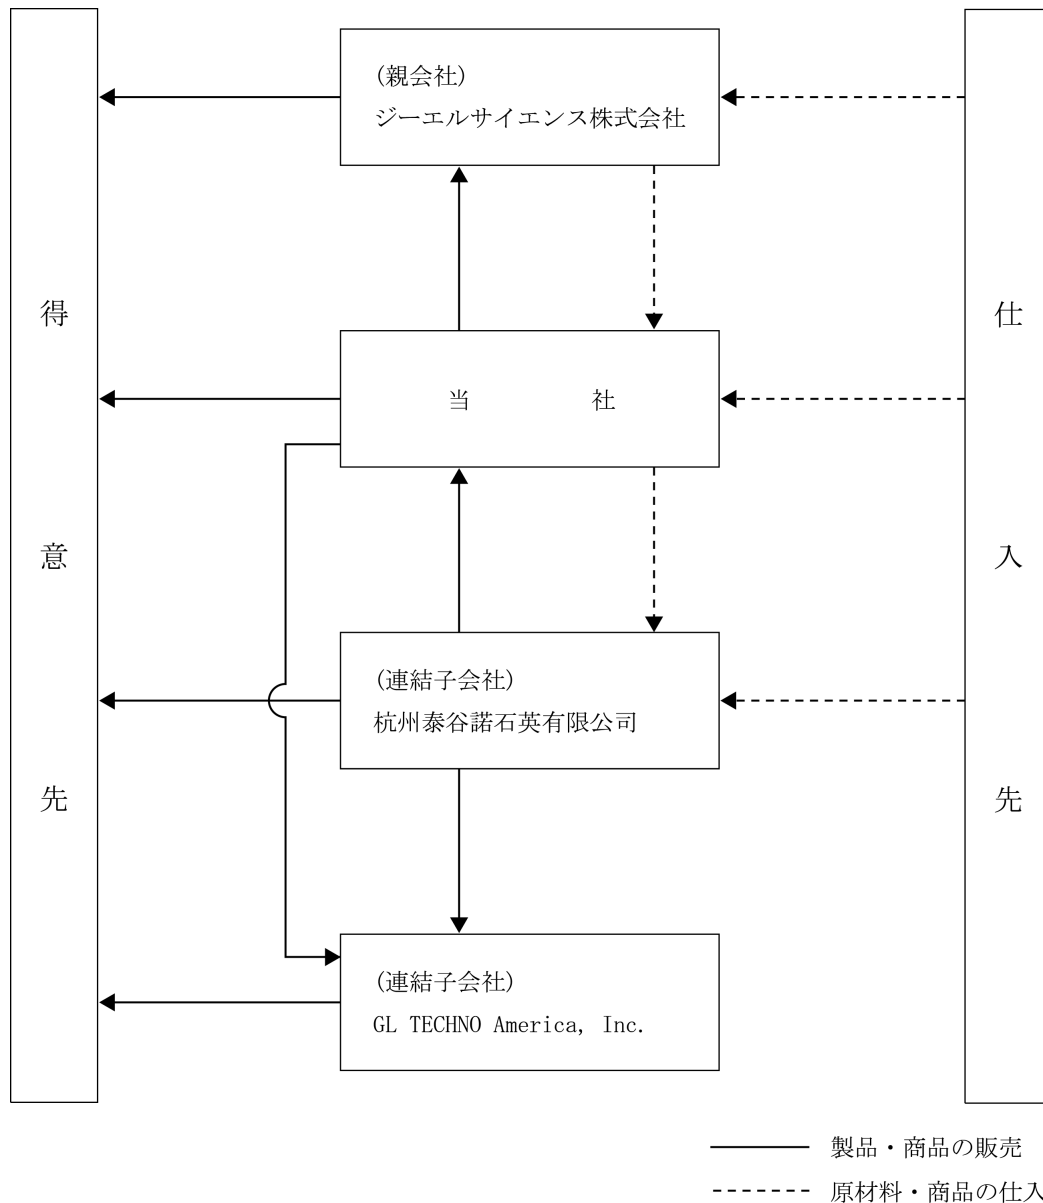 得意先
(親会社)
ジーエルサイエンス株式会社
当 社
(連結子会社)
杭州泰谷諾石英有限公司
(連結子会社)
GL TECHNO America, Inc.
仕入先
製品・商品の販売
原材料・商品の仕入